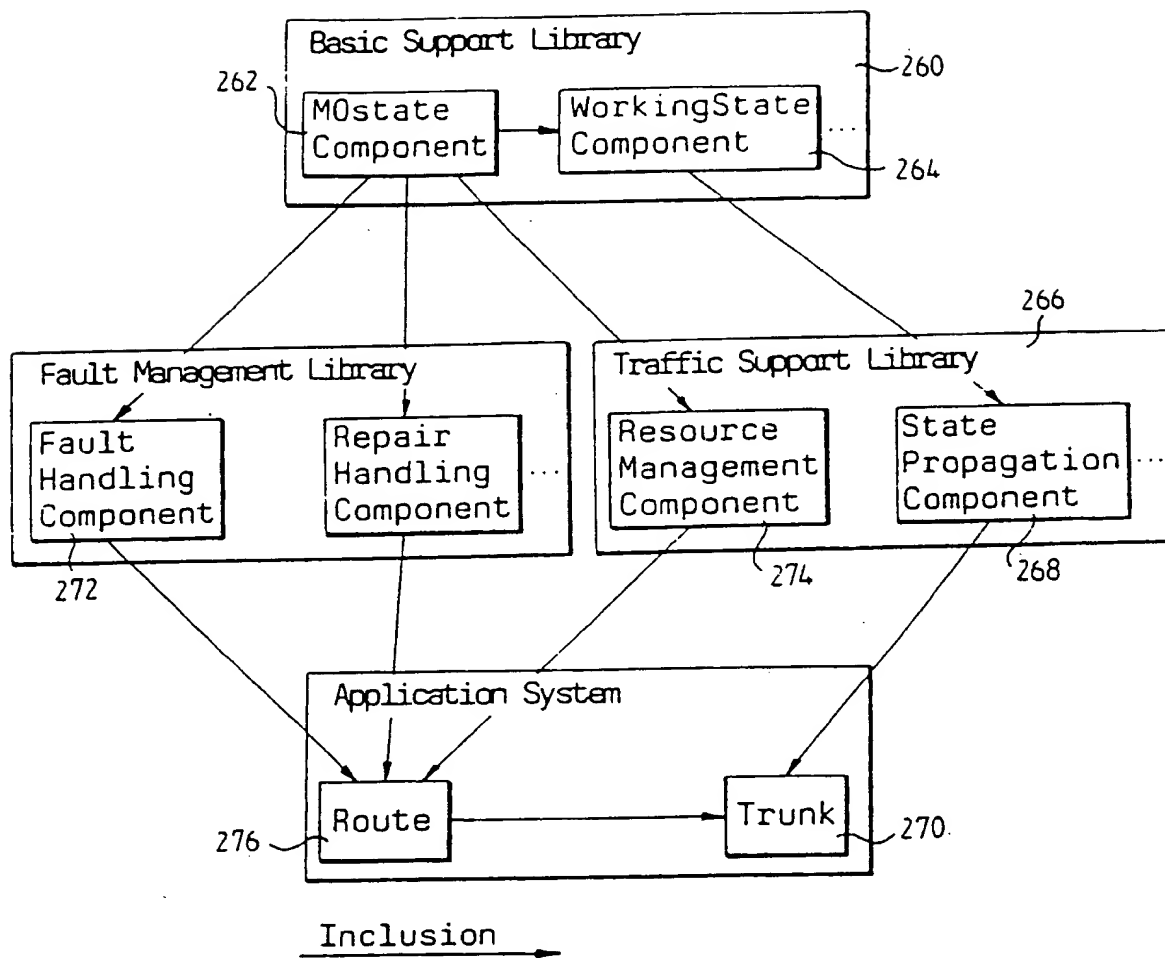 Basic Support Library
260
262
MOstate
Component
WorkingState
Component
....
264
266
Fault Management Library
Traffic Support Library
Fault
Handling
Component
Repair
Handling
Component
....
Resource
Management
Component
State
Propagation
Component
....
272
274
268
Application System
Route
Trunk
276
270.
Inclusion